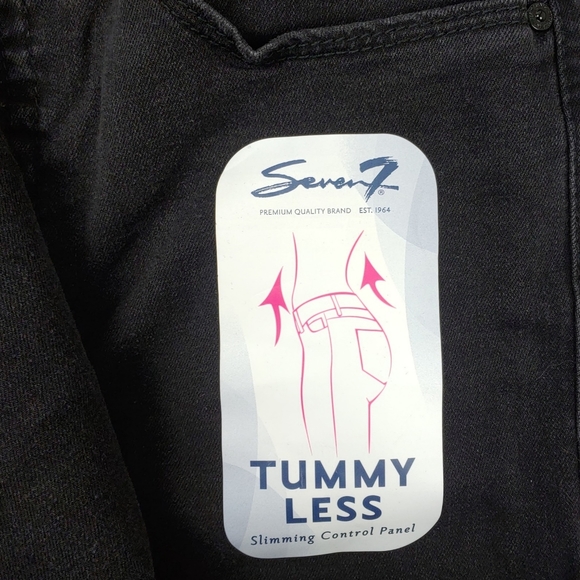 Seven7®
PREMIUM QUALITY BRAND EST. 1964
TUMMY
LESS
Slimming Control Panel